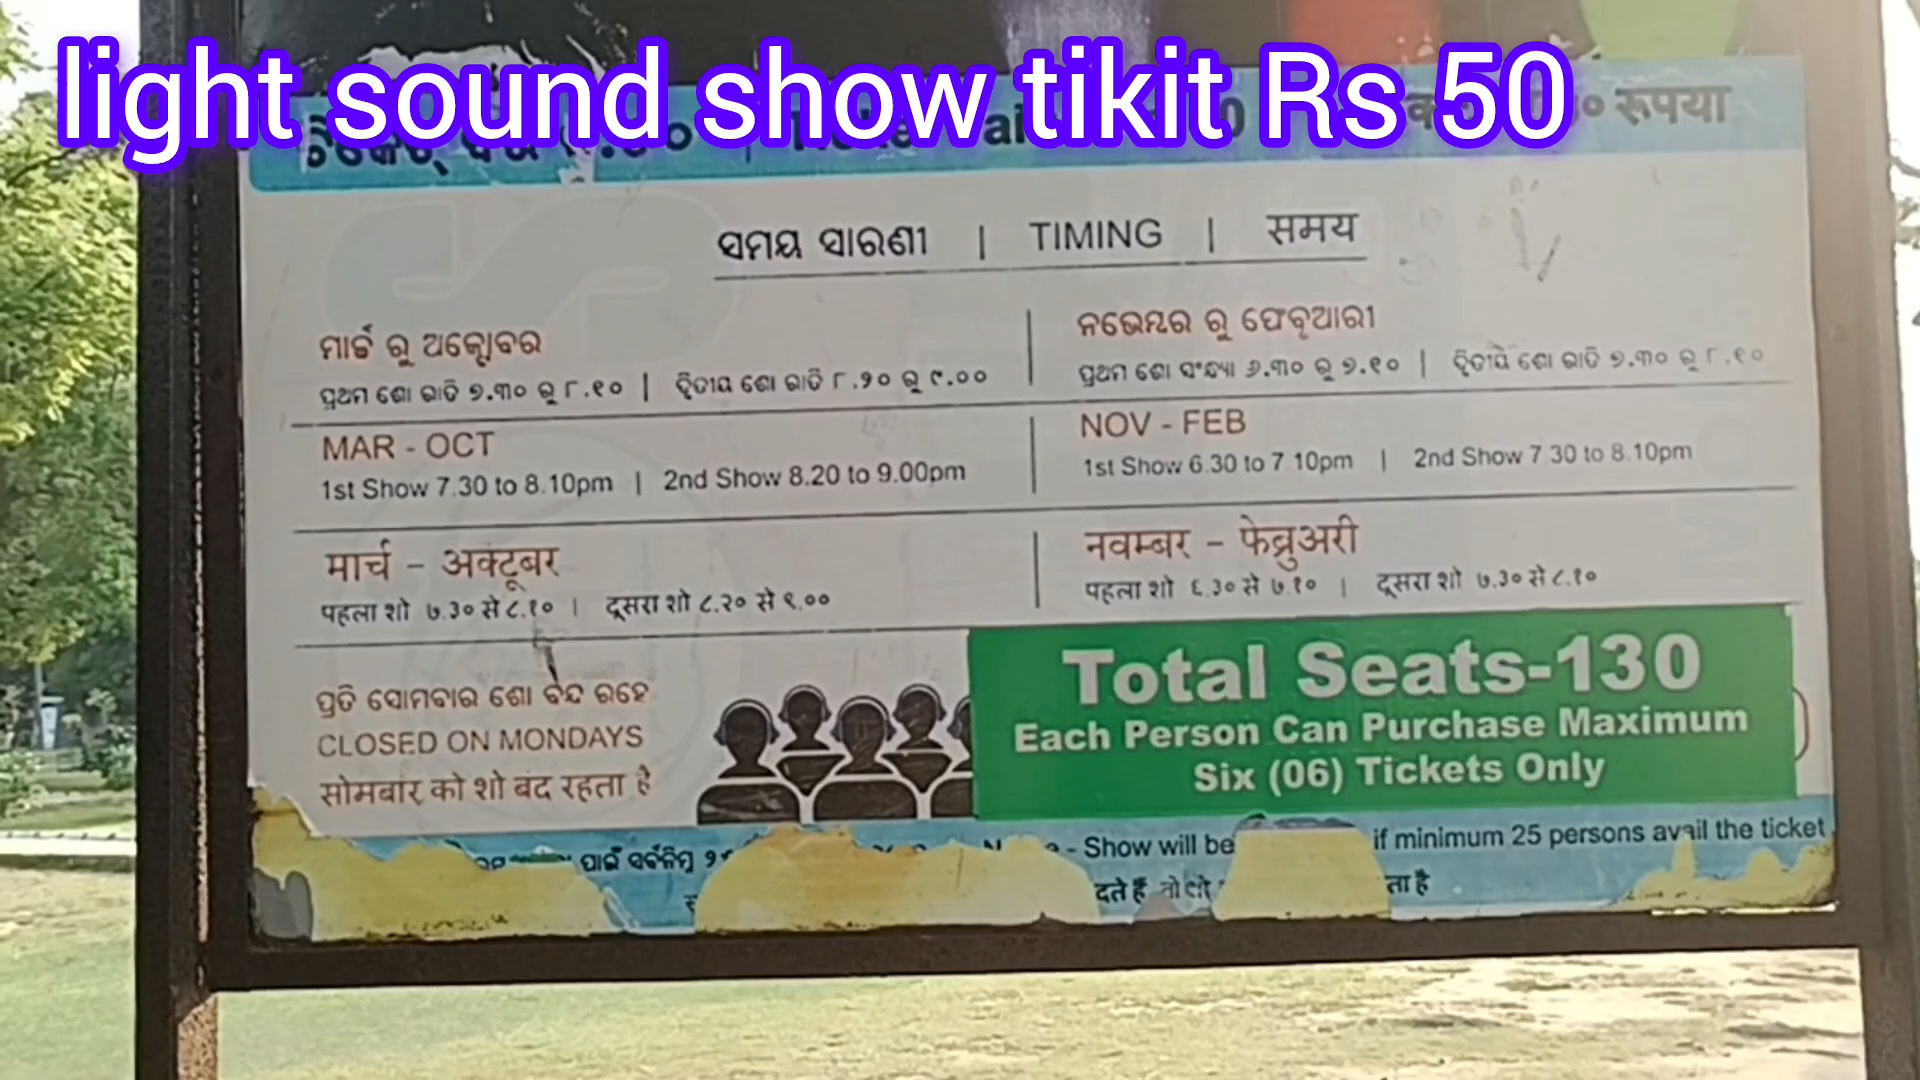 light sound show tikit Rs 50
रूपया
ସମୟ ସାରଣୀ | TIMING | समय
ମାର୍ଚ୍ଚ ରୁ ଅକ୍ଟୋବର
ପ୍ରଥମ ଶୋ ରାତି ୭.୩୦ ରୁ ୮.୧୦ | ଦ୍ୱିତୀୟ ଶୋ ରାତି ୮.୨୦ ରୁ ୯.୦୦
ନଭେମ୍ବର ରୁ ଫେବୃଆରୀ
ପ୍ରଥମ ଶୋ ସଂଧ୍ୟା ୬.୩୦ ରୁ ୭.୧୦ | ଦ୍ୱିତୀୟ ଶୋ ରାତି ୭.୩୦ ରୁ ୮.୧୦
MAR - OCT
1st Show 7.30 to 8.10pm | 2nd Show 8.20 to 9.00pm
NOV - FEB
1st Show 6.30 to 7 10pm | 2nd Show 7 30 to 8.10pm
मार्च - अक्टूबर
पहला शो ७.३० से ८.१० | दूसरा शो ८.२० से ९.००
नवम्बर - फेब्रुअरी
पहला शो ६.३० से ७ १० | दूसरा शो ७.३० से ८.१०
ପ୍ରତି ସୋମବାର ଶୋ ବନ୍ଦ ରହେ
CLOSED ON MONDAYS
सोमबार को शो बंद रहता है
Total Seats-130
Each Person Can Purchase Maximum
Six (06) Tickets Only
ପାଇଁ ସର୍ବନିମ୍ନ - Show will be if minimum 25 persons avail the ticket
देते हैं तो शो ता है